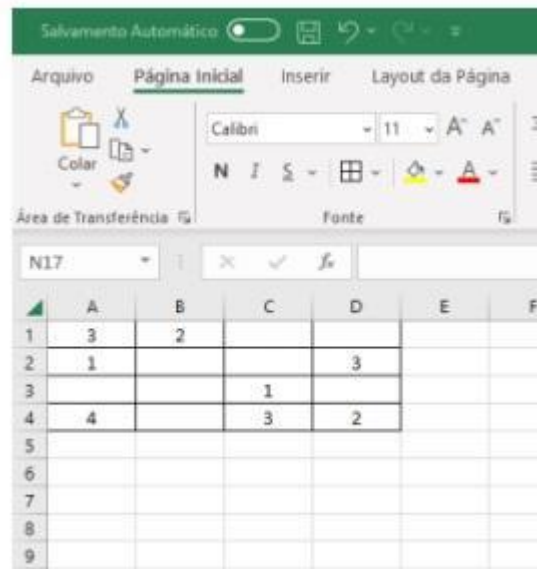 Salvamento Automático
Arquivo Página Inicial Inserir Layout da Página
Colar
Calibri 11 A^ A˅
N I S A
Área de Transferência Fonte
N17 fx
A B C D E F
1 3 2
2 1 3
3 1
4 4 3 2
5
6
7
8
9